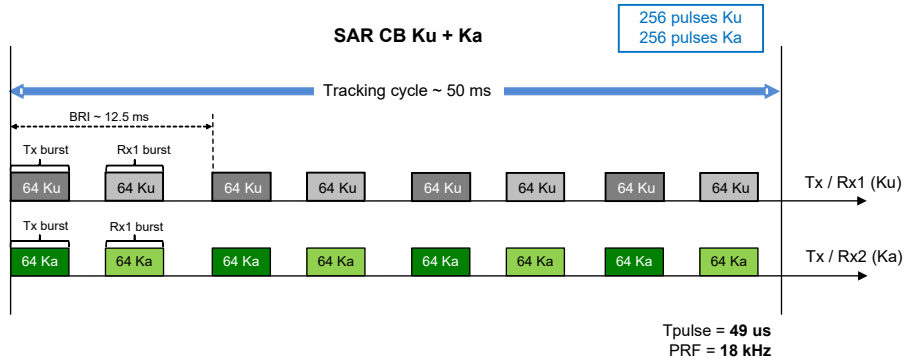 256 pulses Ku
256 pulses Ka
SAR CB Ku + Ka
Tracking cycle ~ 50 ms
BRI ~ 12.5 ms
Tx burst Rx1 burst
64 Ku 64 Ku 64 Ku 64 Ku 64 Ku 64 Ku 64 Ku 64 Ku Tx / Rx1 (Ku)
Tx burst Rx1 burst
64 Ka 64 Ka 64 Ka 64 Ka 64 Ka 64 Ka 64 Ka 64 Ka Tx / Rx2 (Ka)
Tpulse = 49 us
PRF = 18 kHz